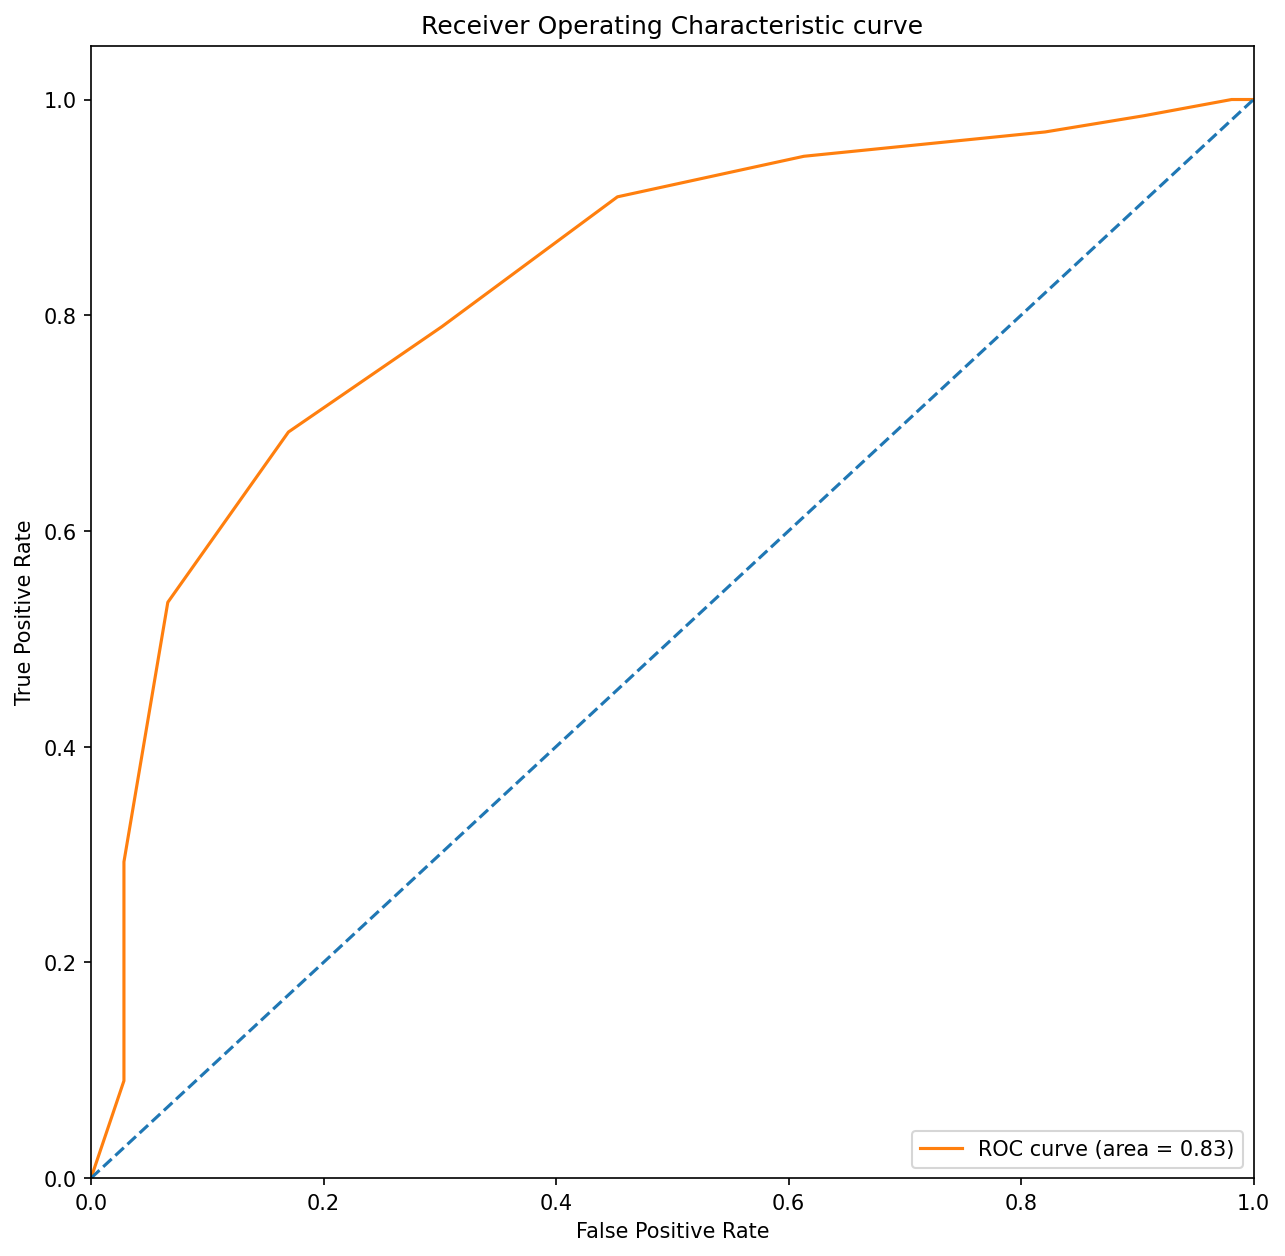 Receiver Operating Characteristic curve
1.0
0.8
0.6
0.4
0.2
0.0
True Positive Rate
ROC curve (area = 0.83)
0.0 0.2 0.4 0.6 0.8 1.0
False Positive Rate